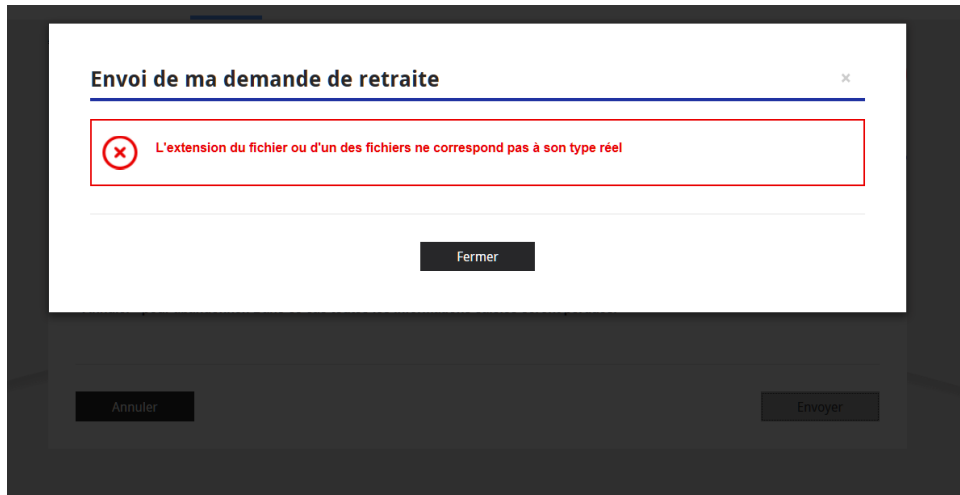 Envoi de ma demande de retraite
×
L'extension du fichier ou d'un des fichiers ne correspond pas à son type réel
Fermer
Annuler
Envoyer